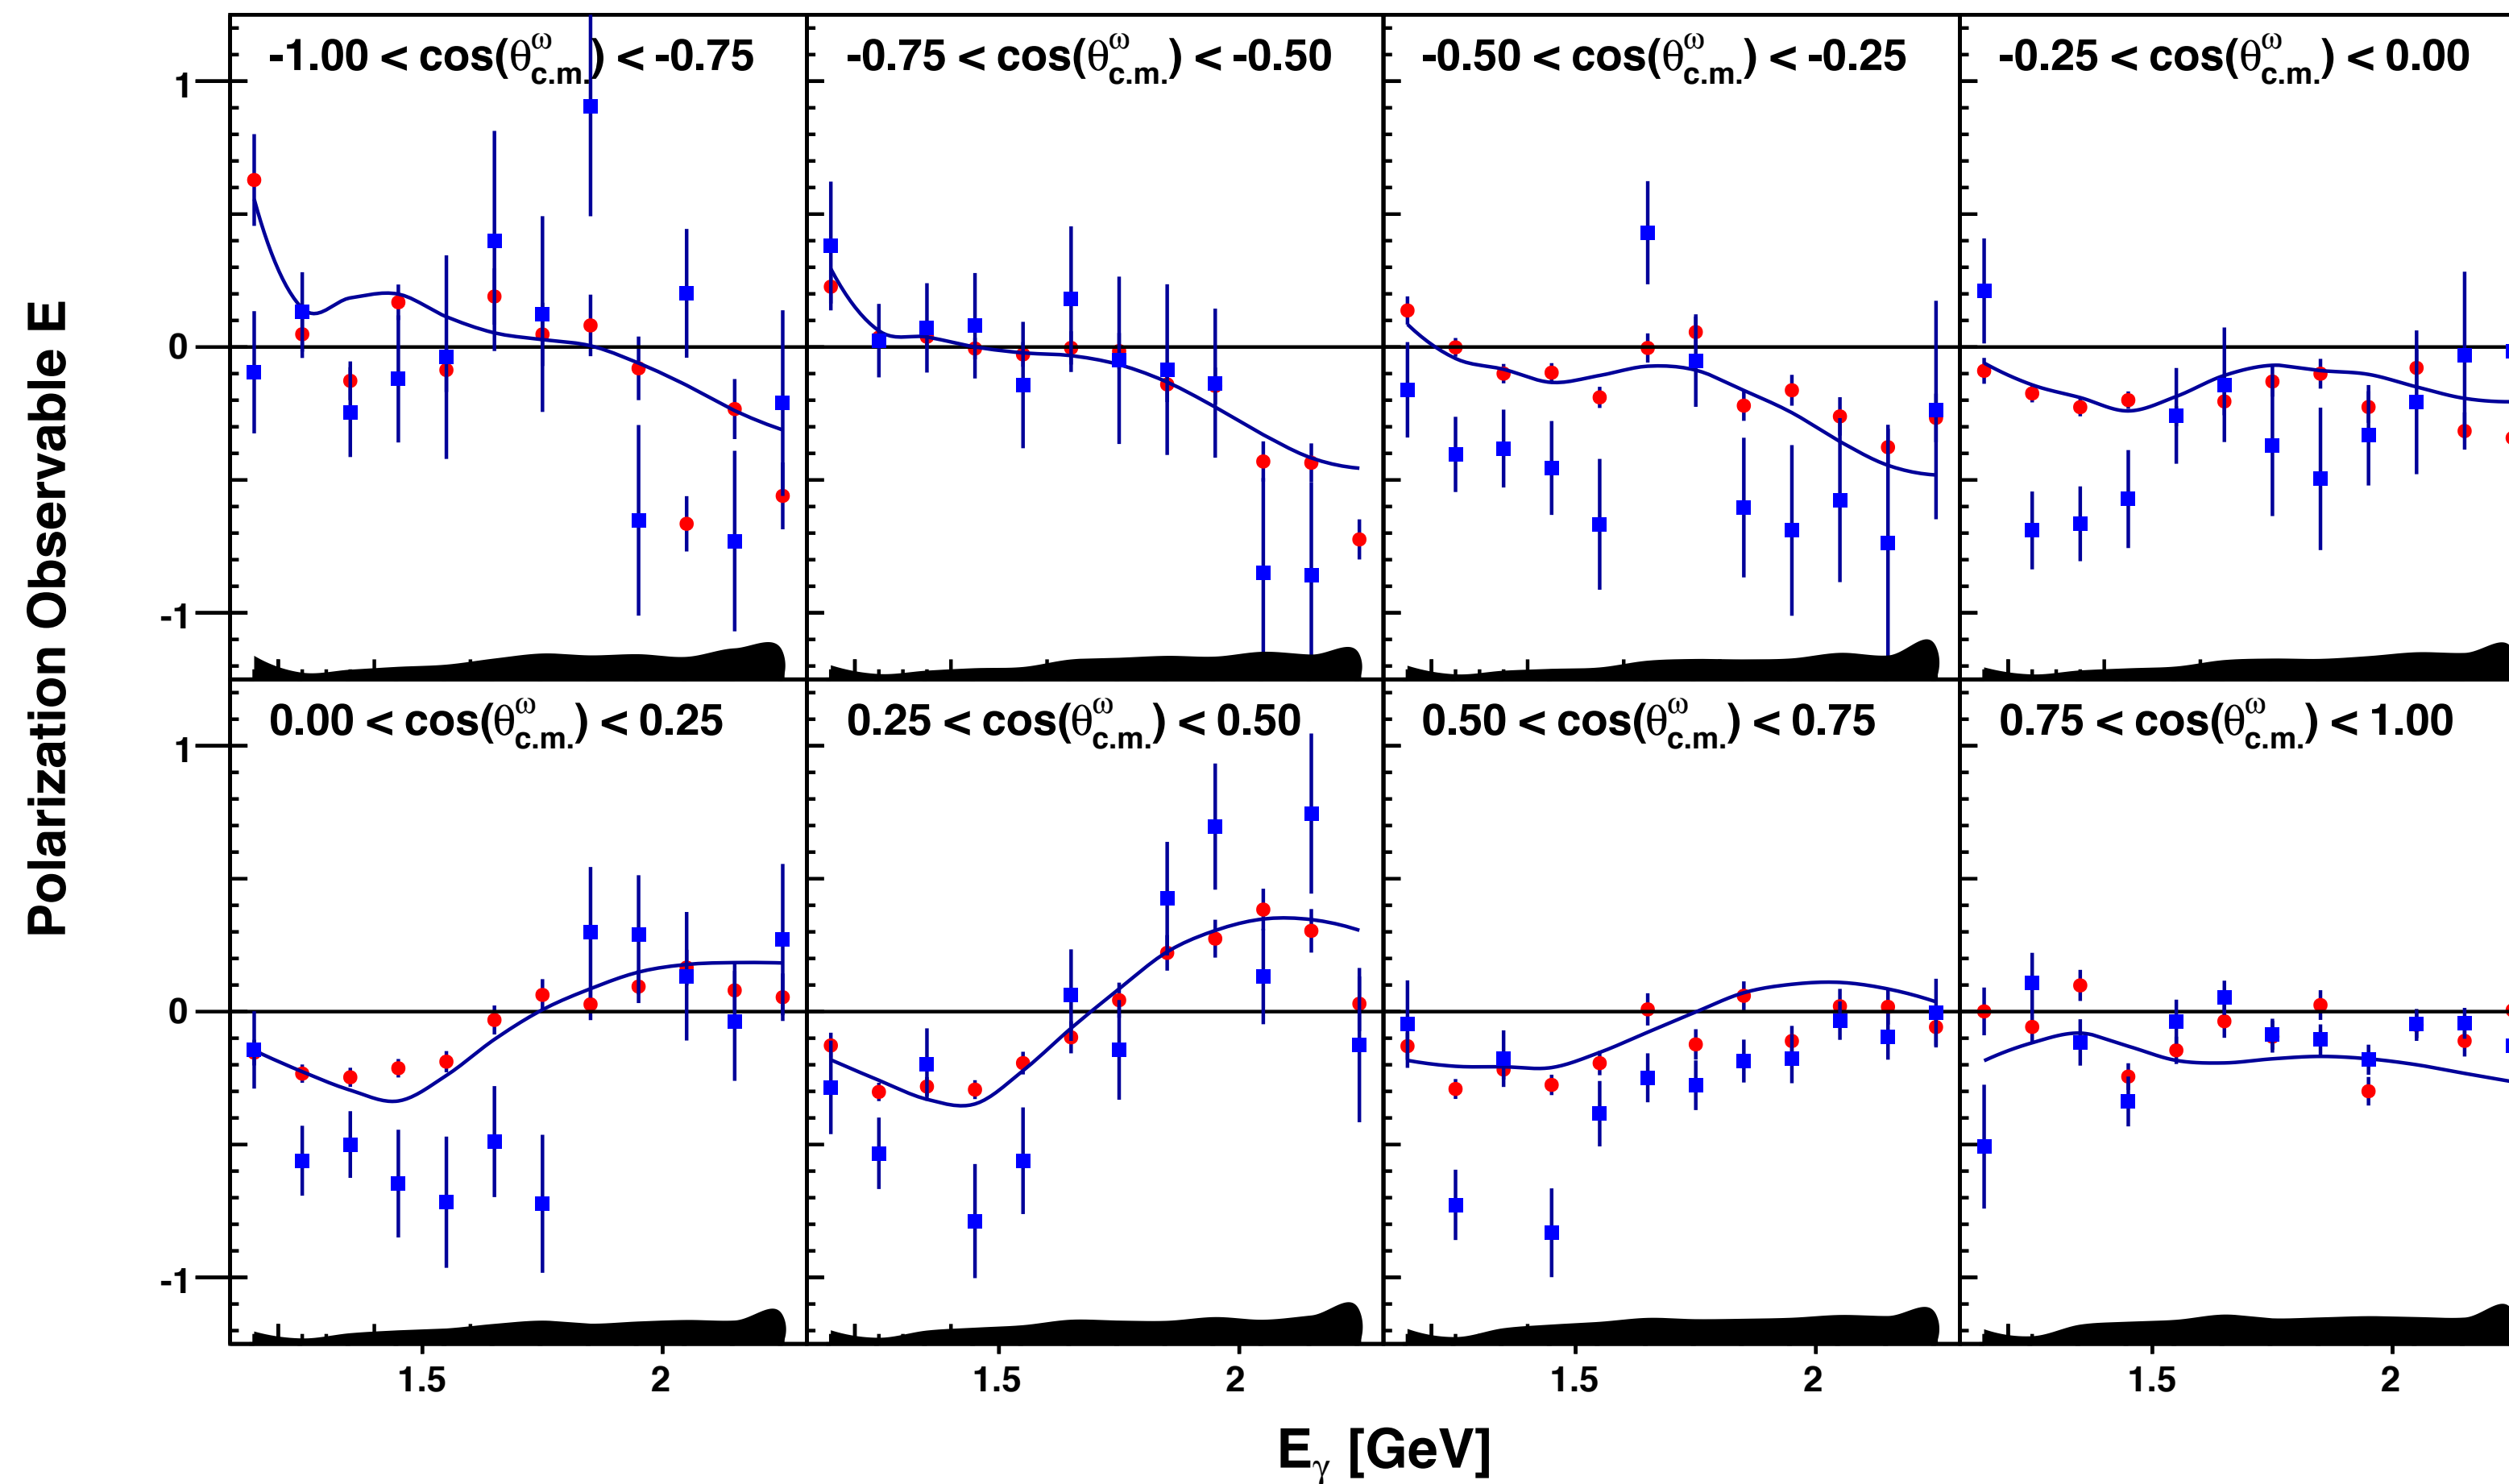 Polarization Observable E
-1.00 < cos(θ^ω_c.m.) < -0.75
-0.75 < cos(θ^ω_c.m.) < -0.50
-0.50 < cos(θ^ω_c.m.) < -0.25
-0.25 < cos(θ^ω_c.m.) < 0.00
1
0
-1
0.00 < cos(θ^ω_c.m.) < 0.25
0.25 < cos(θ^ω_c.m.) < 0.50
0.50 < cos(θ^ω_c.m.) < 0.75
0.75 < cos(θ^ω_c.m.) < 1.00
1
0
-1
1.5 2 1.5 2 1.5 2 1.5 2
E_γ [GeV]